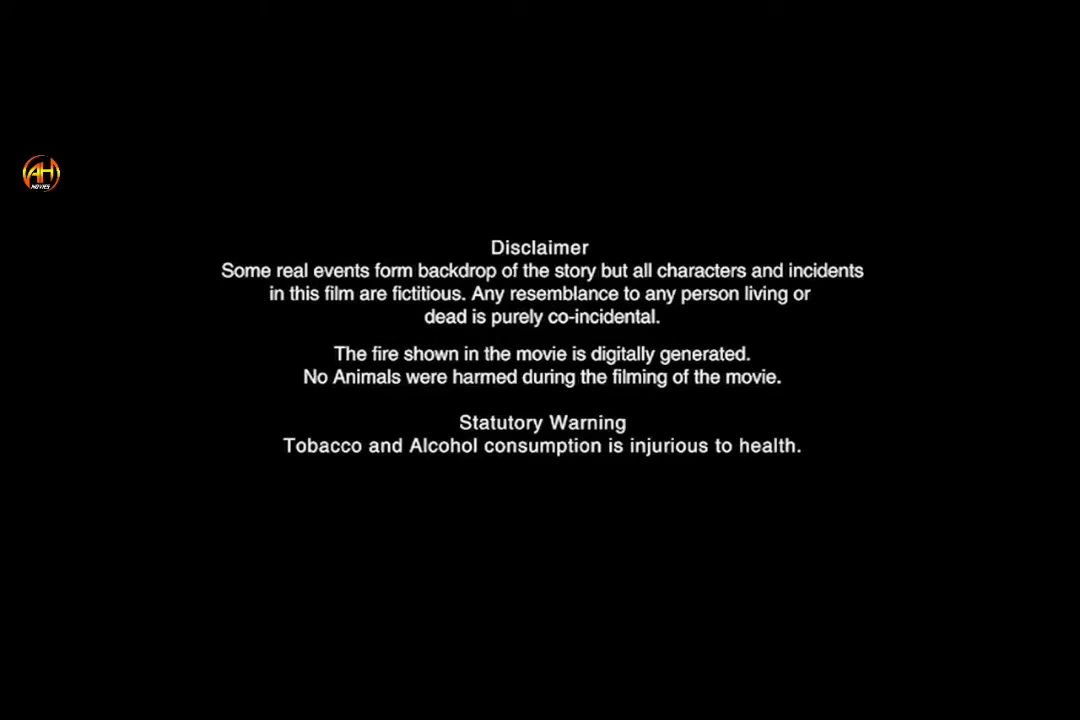 AH
MOVIES
Disclaimer
Some real events form backdrop of the story but all characters and incidents
in this film are fictitious. Any resemblance to any person living or
dead is purely co-incidental.
The fire shown in the movie is digitally generated.
No Animals were harmed during the filming of the movie.
Statutory Warning
Tobacco and Alcohol consumption is injurious to health.